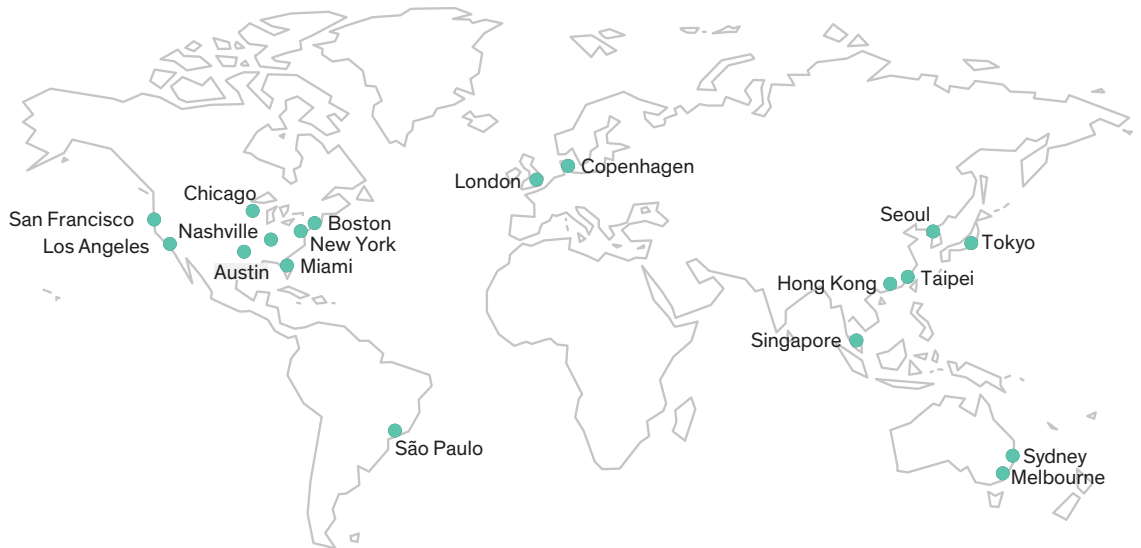 Copenhagen
London
Chicago
San Francisco
Nashville
Boston
Los Angeles
New York
Austin
Miami
Seoul
Tokyo
Hong Kong
Taipei
Singapore
São Paulo
Sydney
Melbourne